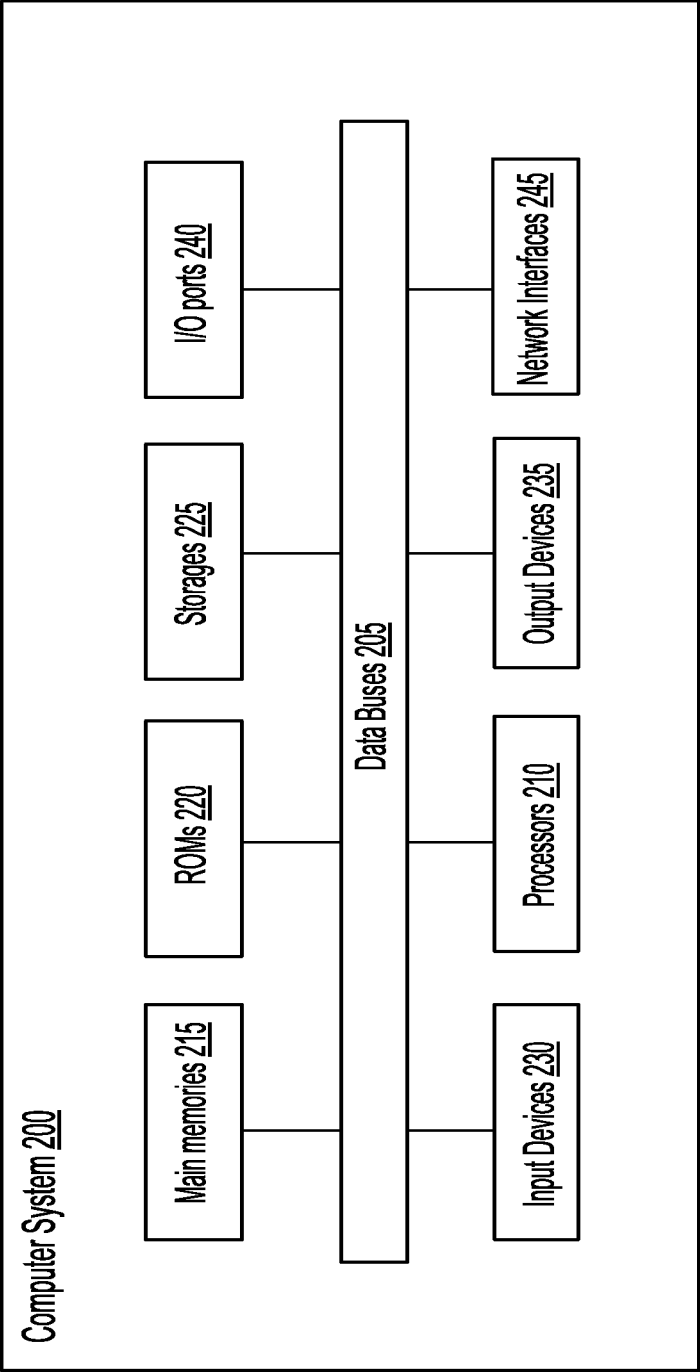 Computer System 200
Main memories 215
ROMs 220
Storages 225
I/O ports 240
Data Buses 205
Input Devices 230
Processors 210
Output Devices 235
Network Interfaces 245